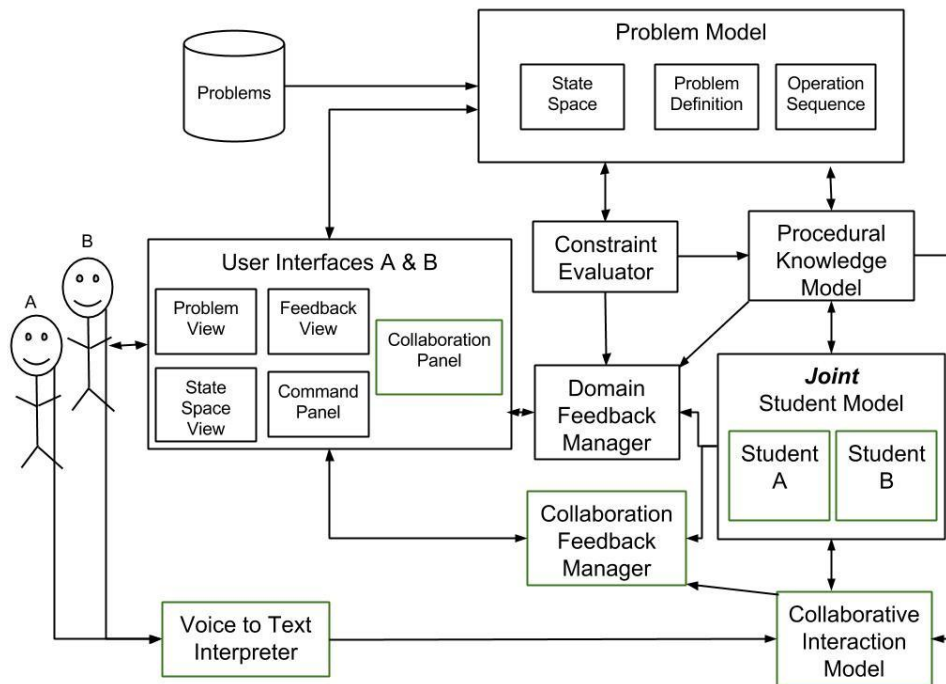 Problem Model
Problems
State
Space
Problem
Definition
Operation
Sequence
B
A
User Interfaces A & B
Problem
View
Feedback
View
Collaboration
Panel
State
Space
View
Command
Panel
Constraint
Evaluator
Procedural
Knowledge
Model
Domain
Feedback
Manager
Joint
Student Model
Student
A
Student
B
Collaboration
Feedback
Manager
Voice to Text
Interpreter
Collaborative
Interaction
Model